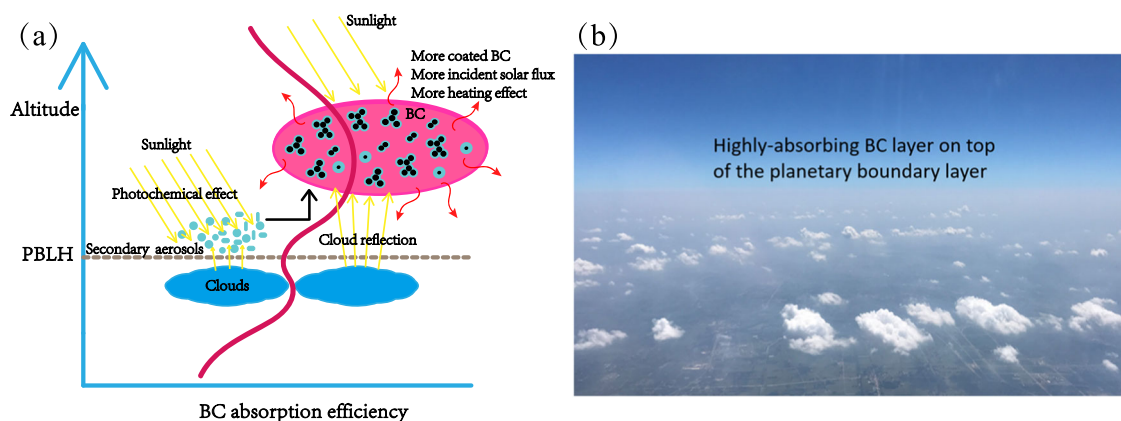 (a)
Sunlight
More coated BC
More incident solar flux
More heating effect
Altitude
BC
Sunlight
Photochemical effect
Secondary aerosols
Cloud reflection
PBLH
Clouds
BC absorption efficiency
(b)
Highly-absorbing BC layer on top
of the planetary boundary layer